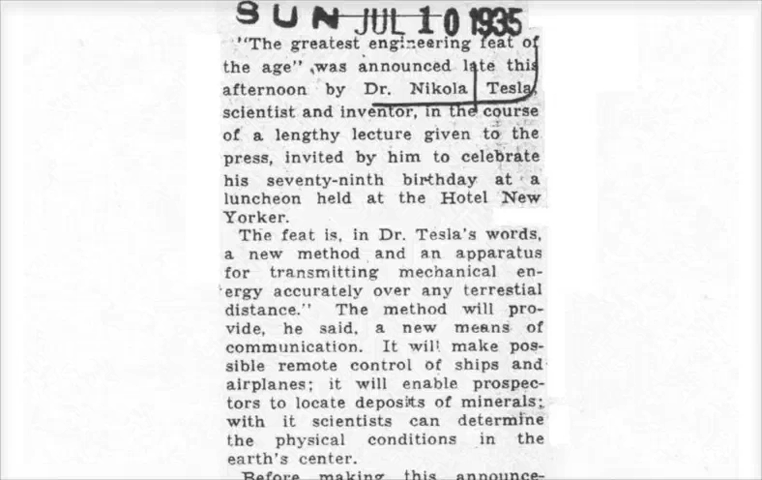 SUN JUL 10 1935
"The greatest engineering feat of
the age" was announced late this
afternoon by Dr. Nikola Tesla,
scientist and inventor, in the course
of a lengthy lecture given to the
press, invited by him to celebrate
his seventy-ninth birthday at a
luncheon held at the Hotel New
Yorker.
The feat is, in Dr. Tesla's words,
a new method and an apparatus
for transmitting mechanical en-
ergy accurately over any terrestial
distance." The method will pro-
vide, he said, a new means of
communication. It will make pos-
sible remote control of ships and
airplanes; it will enable prospec-
tors to locate deposits of minerals;
with it scientists can determine
the physical conditions in the
earth's center.
Before making this announce-